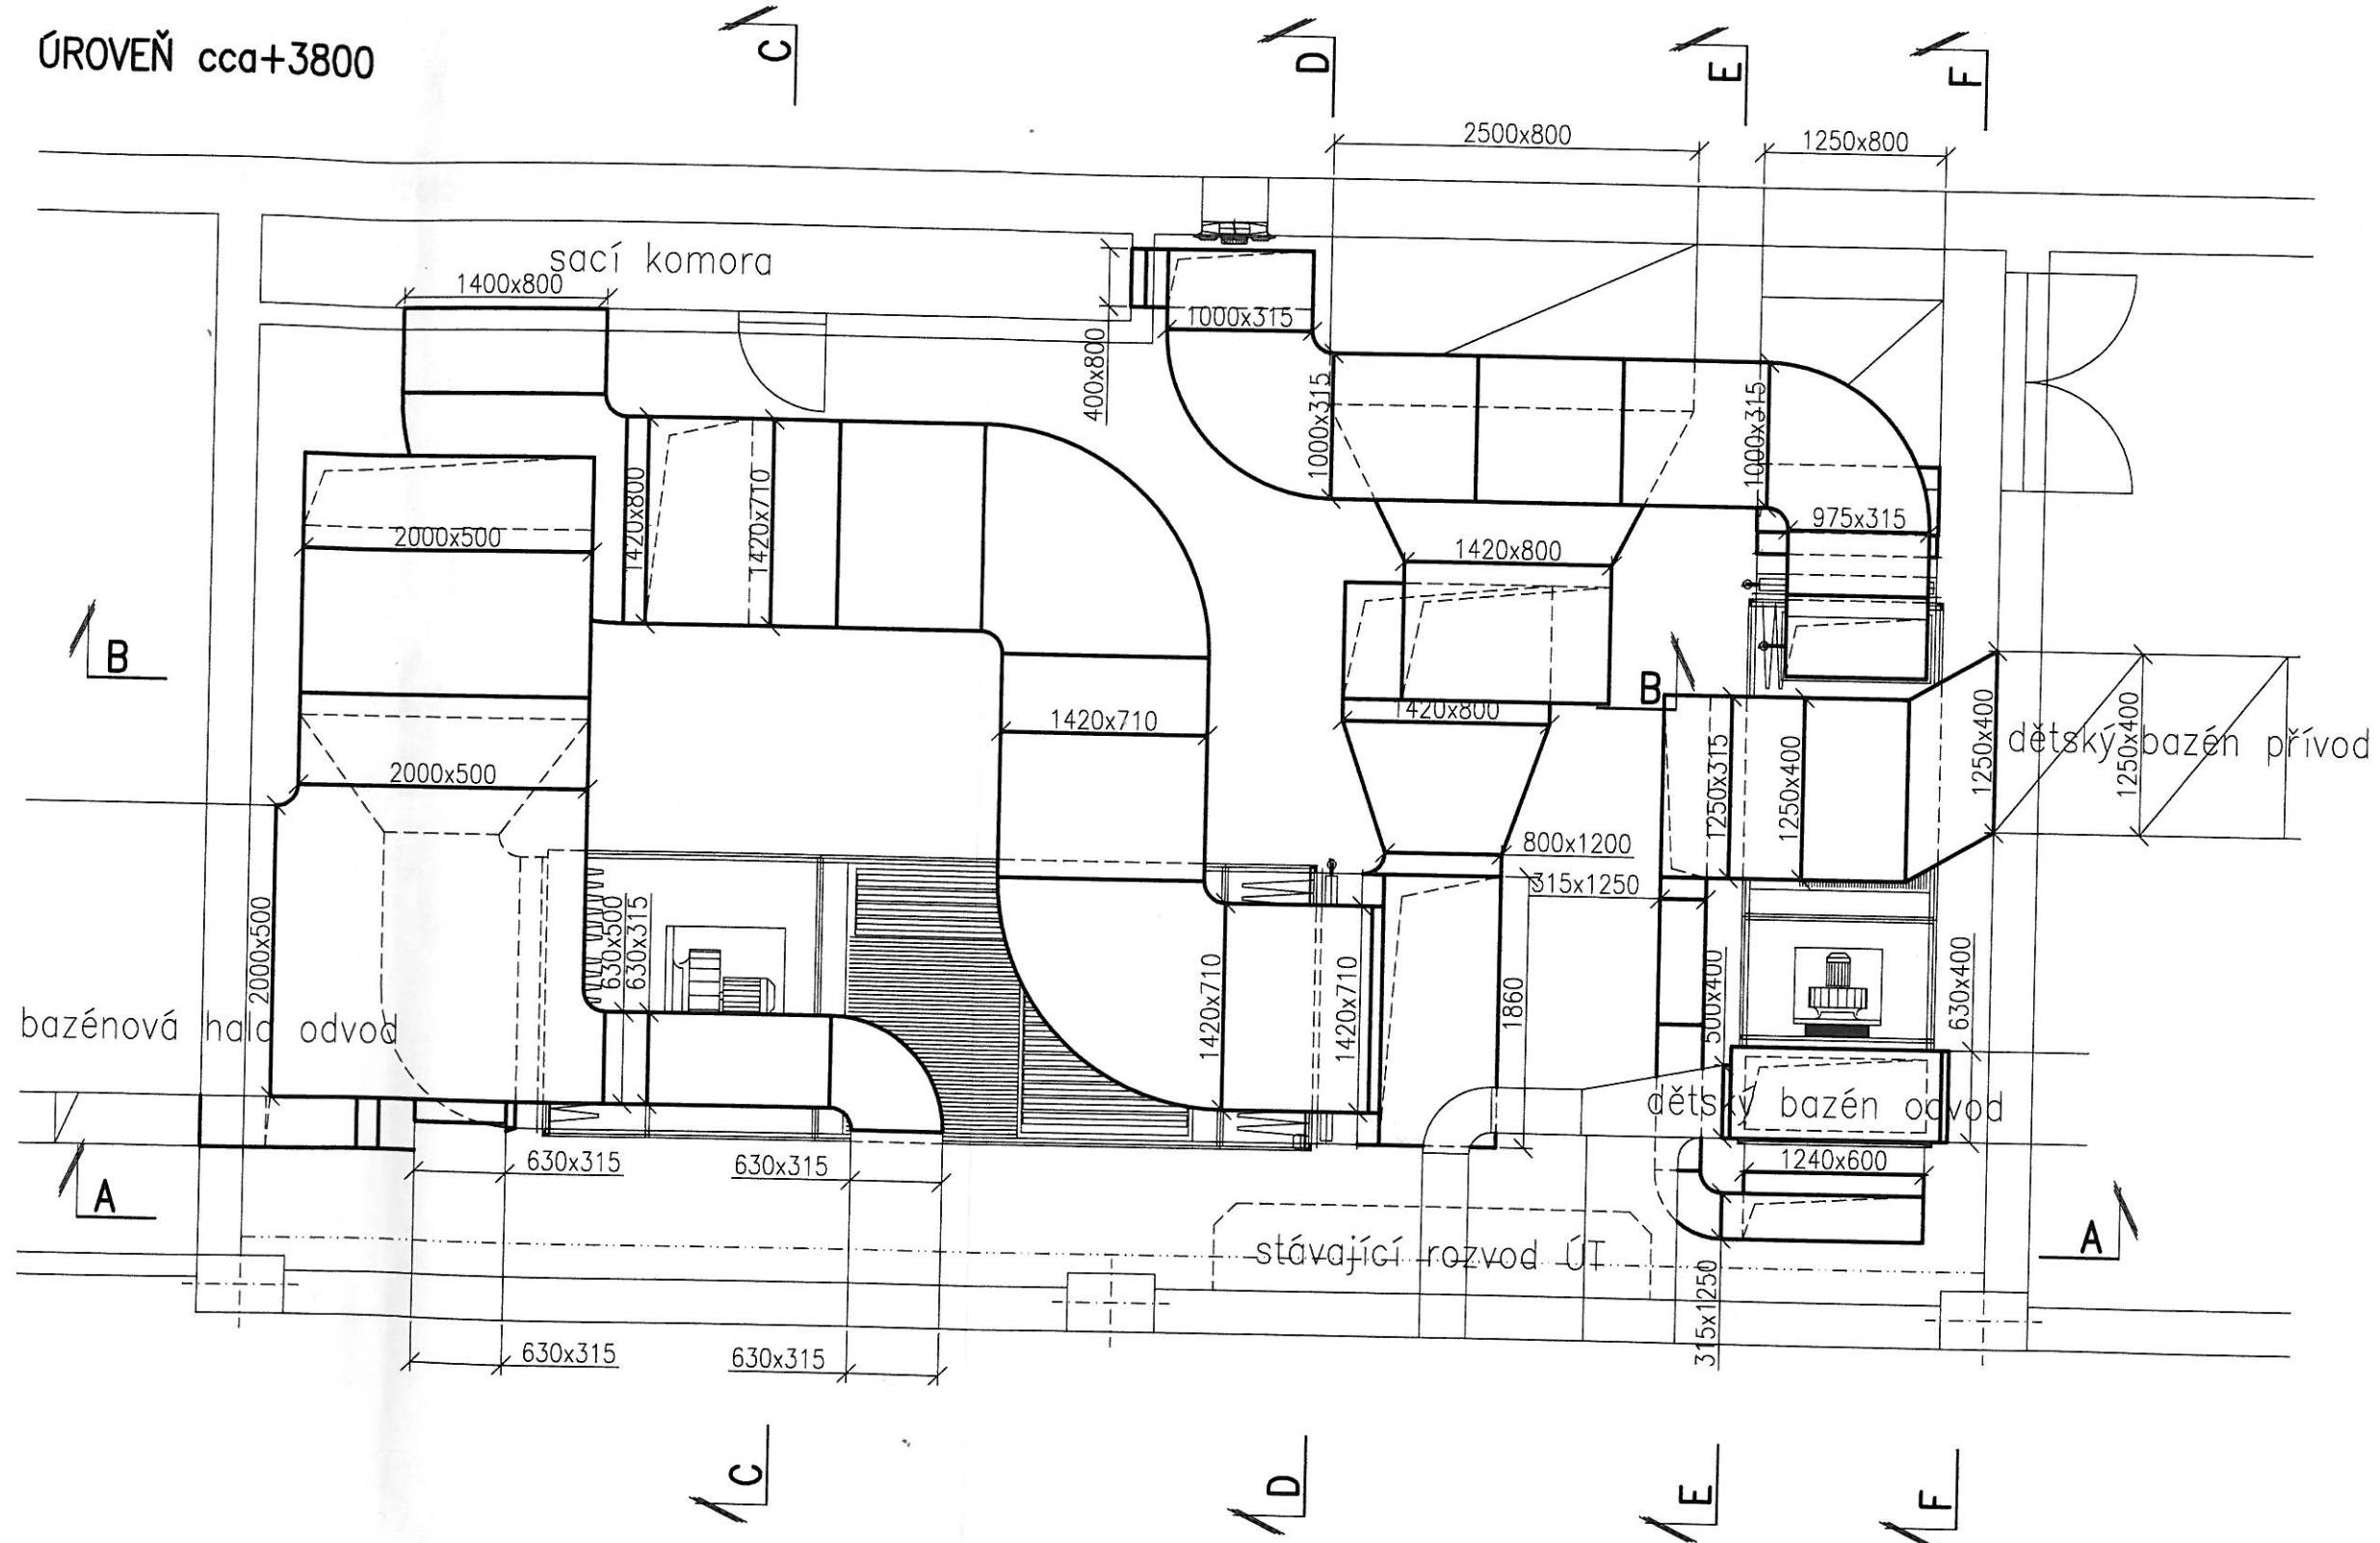 ÚROVEŇ cca+3800
C
D
E
F
2500x800
1250x800
sací komora
1400x800
1000x315
400x800
1000x315
1000x315
975x315
1420x800
1420x710
2000x500
1420x800
B
B
1420x710
1420x800
2000x500
1250x315
1250x400
1250x400
1250x400
dětský bazén přívod
800x1200
315x1250
2000x500
630x500
630x315
1420x710
1420x710
1860
500x400
630x400
bazénová hala odvod
dětský bazén odvod
630x315
630x315
1240x600
A
A
stávající rozvod ÚT
315x1250
630x315
630x315
C
D
E
F